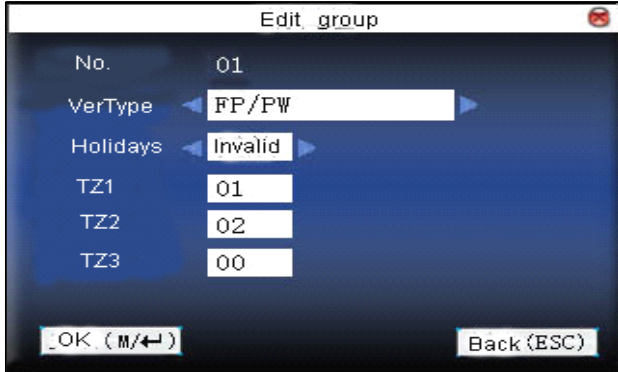 Edit group
No. 01
VerType FP/PW
Holidays Invalid
TZ1 01
TZ2 02
TZ3 00
OK (M/↵) Back(ESC)